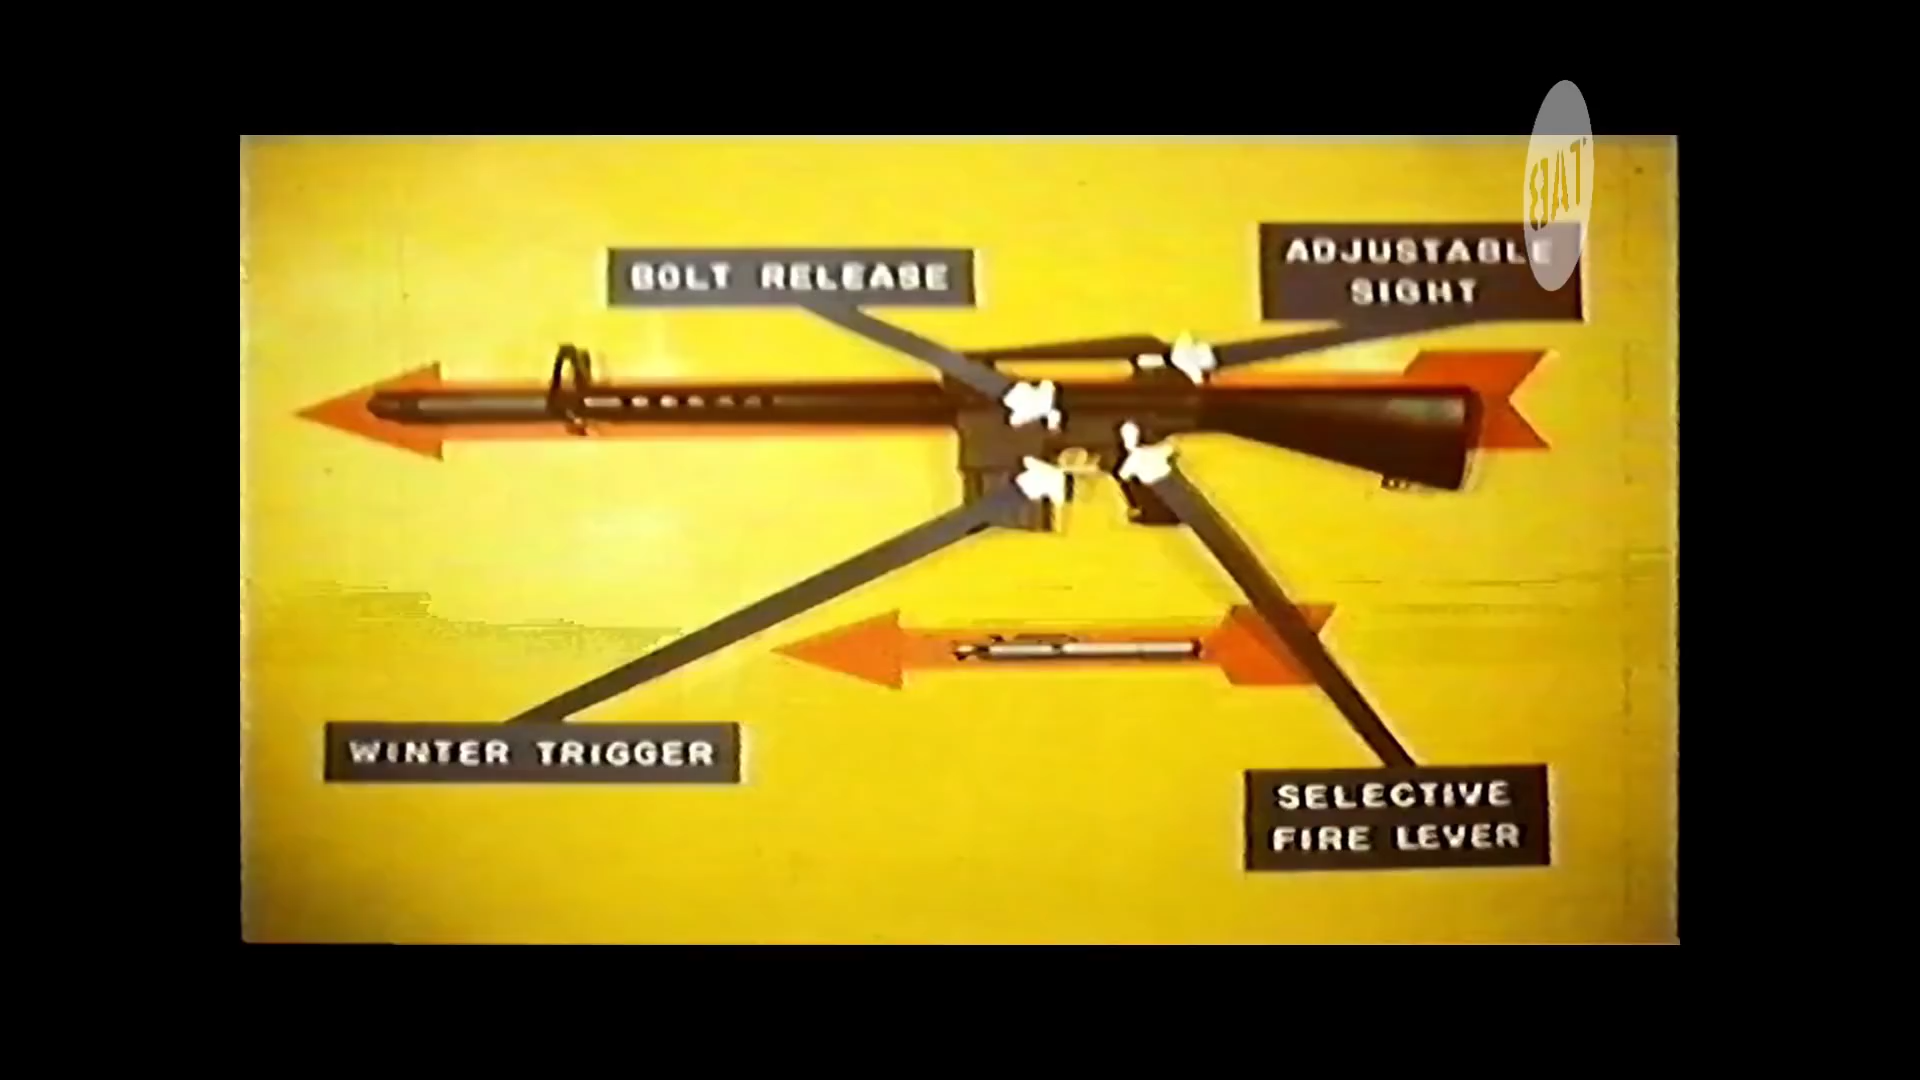 BOLT RELEASE
ADJUSTABLE
SIGHT
WINTER TRIGGER
SELECTIVE
FIRE LEVER